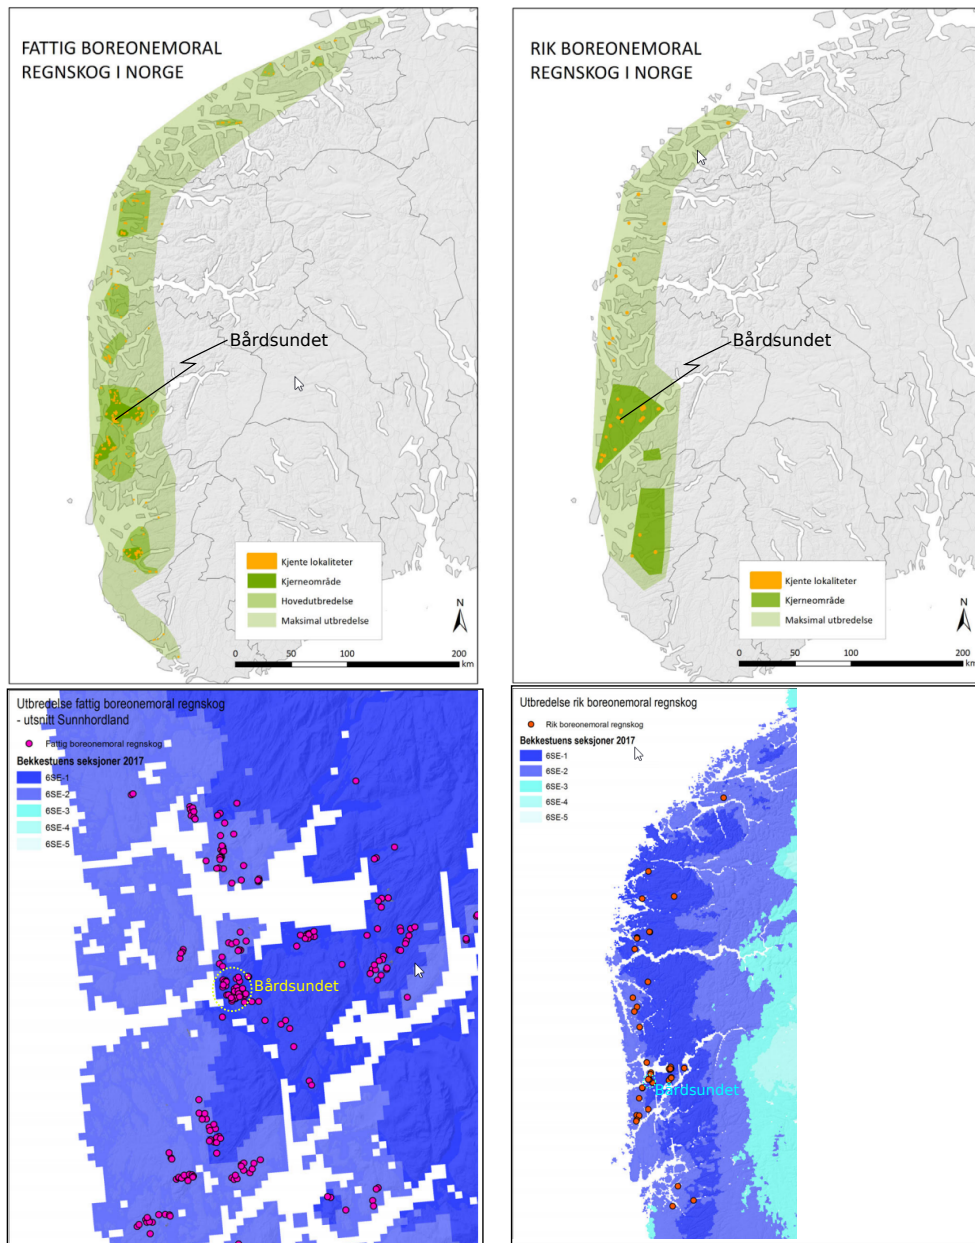 FATTIG BOREONEMORAL
REGNSKOG I NORGE
Bårdsundet
Kjente lokaliteter
Kjerneområde
Hovedutbredelse
Maksimal utbredelse
N
0 50 100 200
km
RIK BOREONEMORAL
REGNSKOG I NORGE
Bårdsundet
Kjente lokaliteter
Kjerneområde
Maksimal utbredelse
N
0 50 100 200
km
Utbredelse fattig boreonemoral regnskog
- utsnitt Sunnhordland
Fattig boreonemoral regnskog
Bekkestuens seksjoner 2017
6SE-1
6SE-2
6SE-3
6SE-4
6SE-5
Bårdsundet
Utbredelse rik boreonemoral regnskog
Rik boreonemoral regnskog
Bekkestuens seksjoner 2017
6SE-1
6SE-2
6SE-3
6SE-4
6SE-5
Bårdsundet